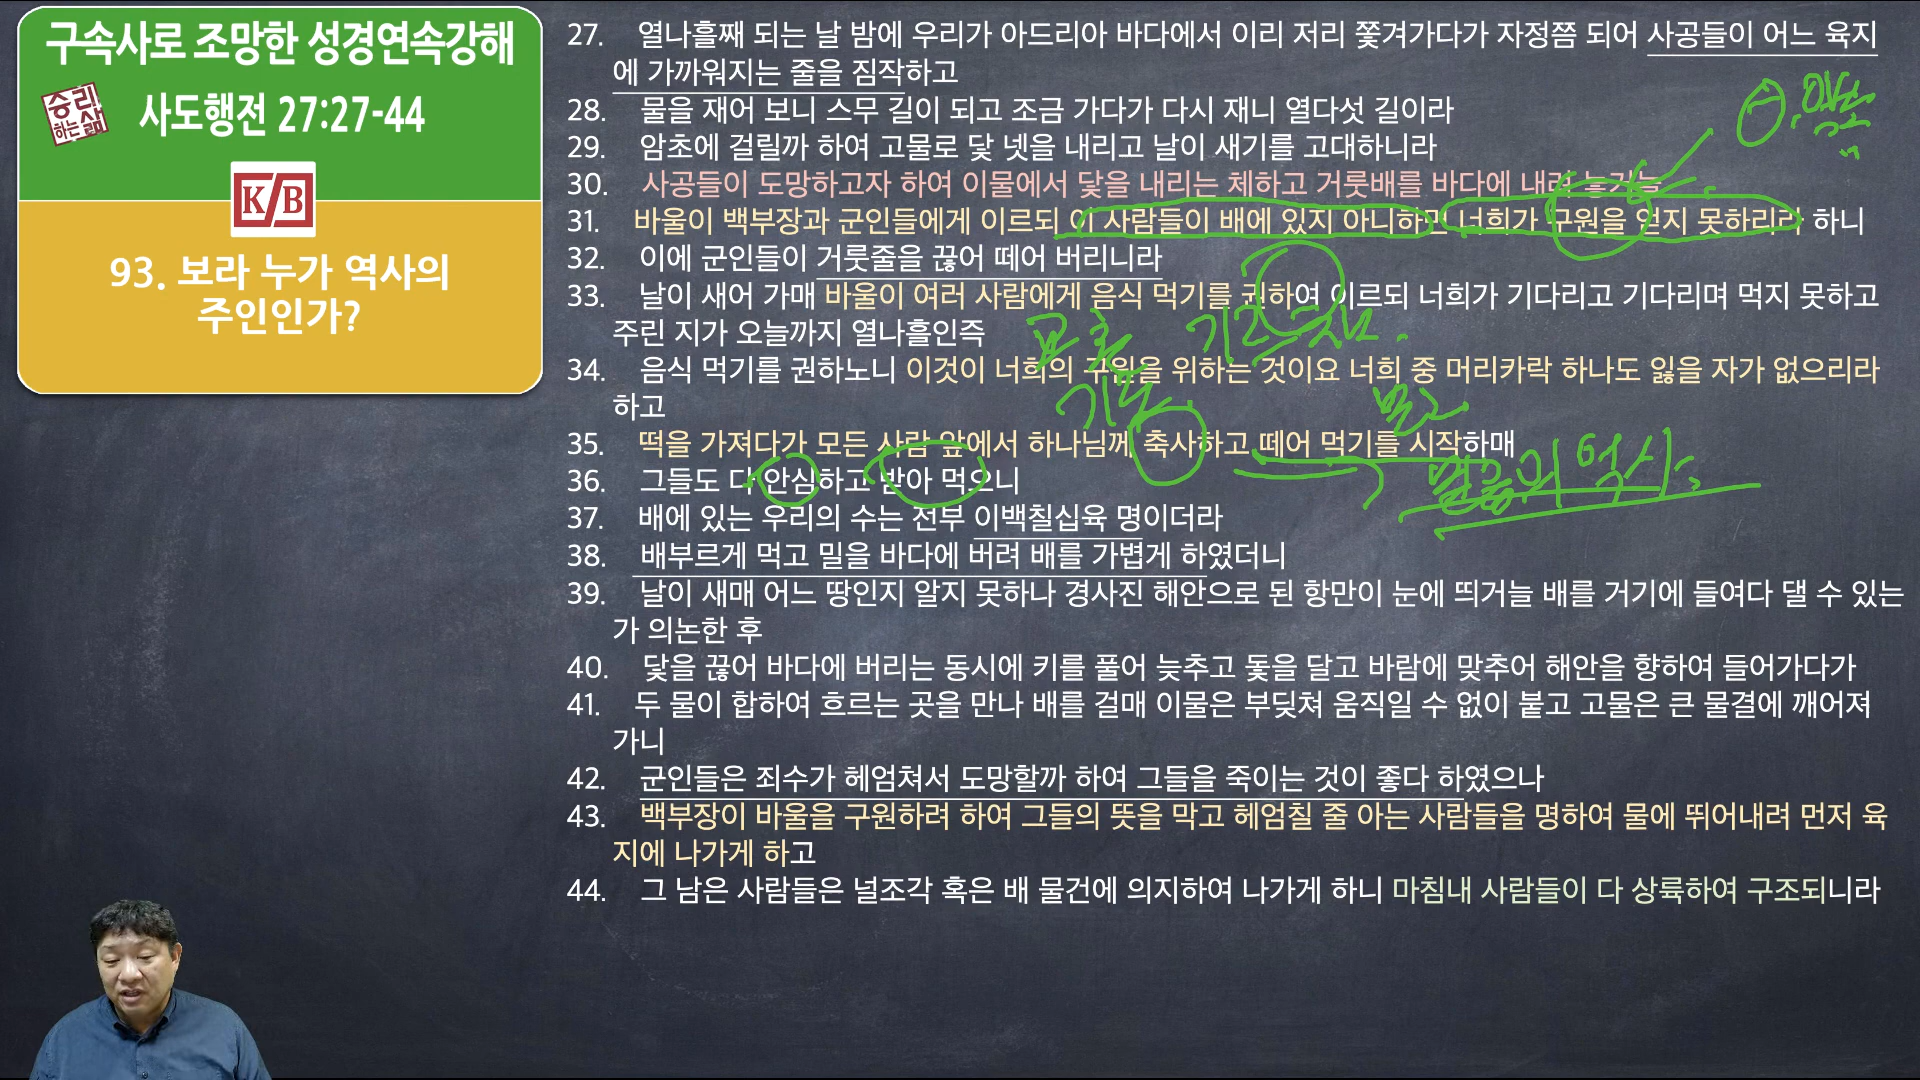 구속사로 조망한 성경연속강해
승리하는삶
사도행전 27:27-44
K/B
93. 보라 누가 역사의
주인인가?
27. 열나흘째 되는 날 밤에 우리가 아드리아 바다에서 이리 저리 쫓겨가다가 자정쯤 되어 사공들이 어느 육지
에 가까워지는 줄을 짐작하고
28. 물을 재어 보니 스무 길이 되고 조금 가다가 다시 재니 열다섯 길이라
29. 암초에 걸릴까 하여 고물로 닻 넷을 내리고 날이 새기를 고대하니라
30. 사공들이 도망하고자 하여 이물에서 닻을 내리는 체하고 거룻배를 바다에 내려 놓거늘
31. 바울이 백부장과 군인들에게 이르되 이 사람들이 배에 있지 아니하면 너희가 구원을 얻지 못하리라 하니
32. 이에 군인들이 거룻줄을 끊어 떼어 버리니라
33. 날이 새어 가매 바울이 여러 사람에게 음식 먹기를 권하여 이르되 너희가 기다리고 기다리며 먹지 못하고
주린 지가 오늘까지 열나흘인즉
34. 음식 먹기를 권하노니 이것이 너희의 구원을 위하는 것이요 너희 중 머리카락 하나도 잃을 자가 없으리라
하고
35. 떡을 가져다가 모든 사람 앞에서 하나님께 축사하고 떼어 먹기를 시작하매
36. 그들도 다 안심하고 받아 먹으니
믿음의 역사
37. 배에 있는 우리의 수는 전부 이백칠십육 명이더라
38. 배부르게 먹고 밀을 바다에 버려 배를 가볍게 하였더니
39. 날이 새매 어느 땅인지 알지 못하나 경사진 해안으로 된 항만이 눈에 띄거늘 배를 거기에 들여다 댈 수 있는
가 의논한 후
40. 닻을 끊어 바다에 버리는 동시에 키를 풀어 늦추고 돛을 달고 바람에 맞추어 해안을 향하여 들어가다가
41. 두 물이 합하여 흐르는 곳을 만나 배를 걸매 이물은 부딪쳐 움직일 수 없이 붙고 고물은 큰 물결에 깨어져
가니
42. 군인들은 죄수가 헤엄쳐서 도망할까 하여 그들을 죽이는 것이 좋다 하였으나
43. 백부장이 바울을 구원하려 하여 그들의 뜻을 막고 헤엄칠 줄 아는 사람들을 명하여 물에 뛰어내려 먼저 육
지에 나가게 하고
44. 그 남은 사람들은 널조각 혹은 배 물건에 의지하여 나가게 하니 마침내 사람들이 다 상륙하여 구조되니라